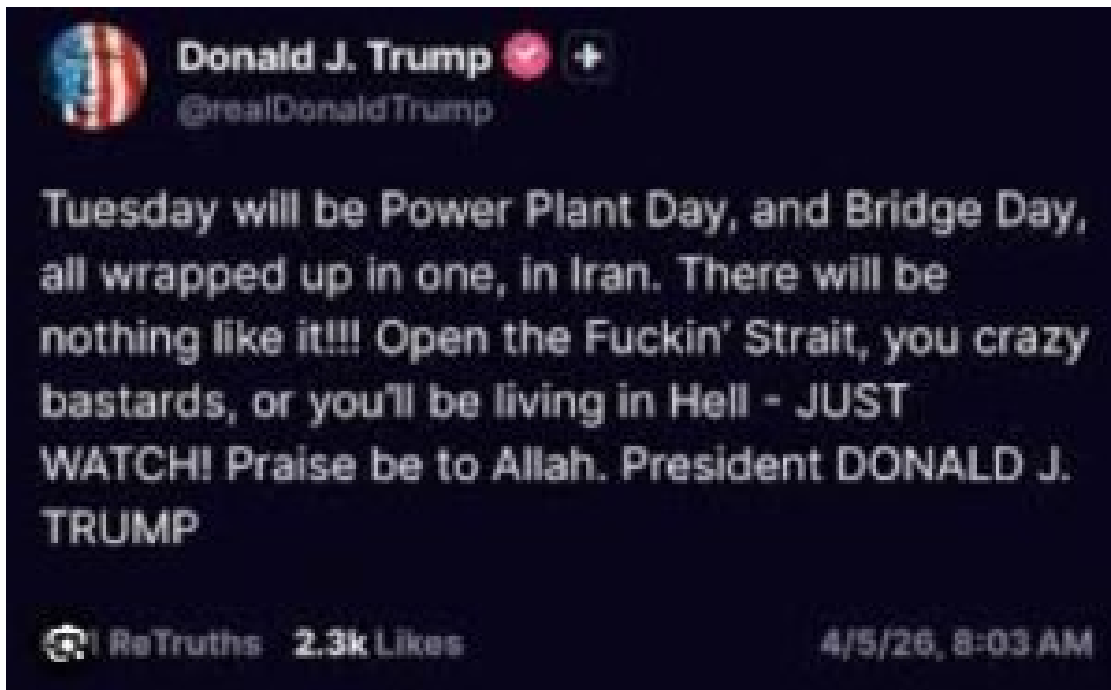 Donald J. Trump
@realDonaldTrump
Tuesday will be Power Plant Day, and Bridge Day,
all wrapped up in one, in Iran. There will be
nothing like it!!! Open the Fuckin' Strait, you crazy
bastards, or you'll be living in Hell - JUST
WATCH! Praise be to Allah. President DONALD J.
TRUMP
ReTruths 2.3k Likes 4/5/26, 8:03 AM